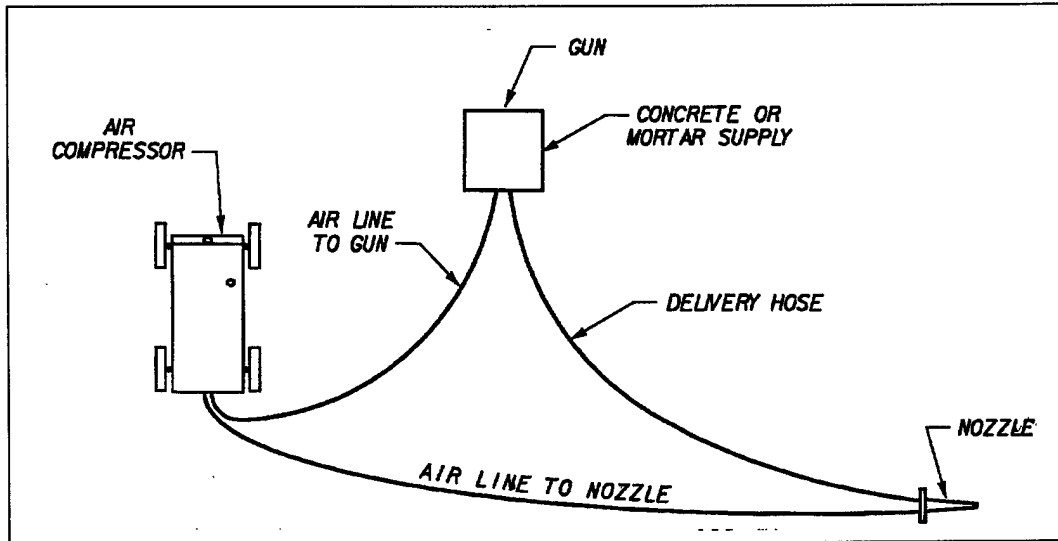 GUN
CONCRETE OR
MORTAR SUPPLY
AIR
COMPRESSOR
AIR LINE
TO GUN
DELIVERY HOSE
NOZZLE
AIR LINE TO NOZZLE